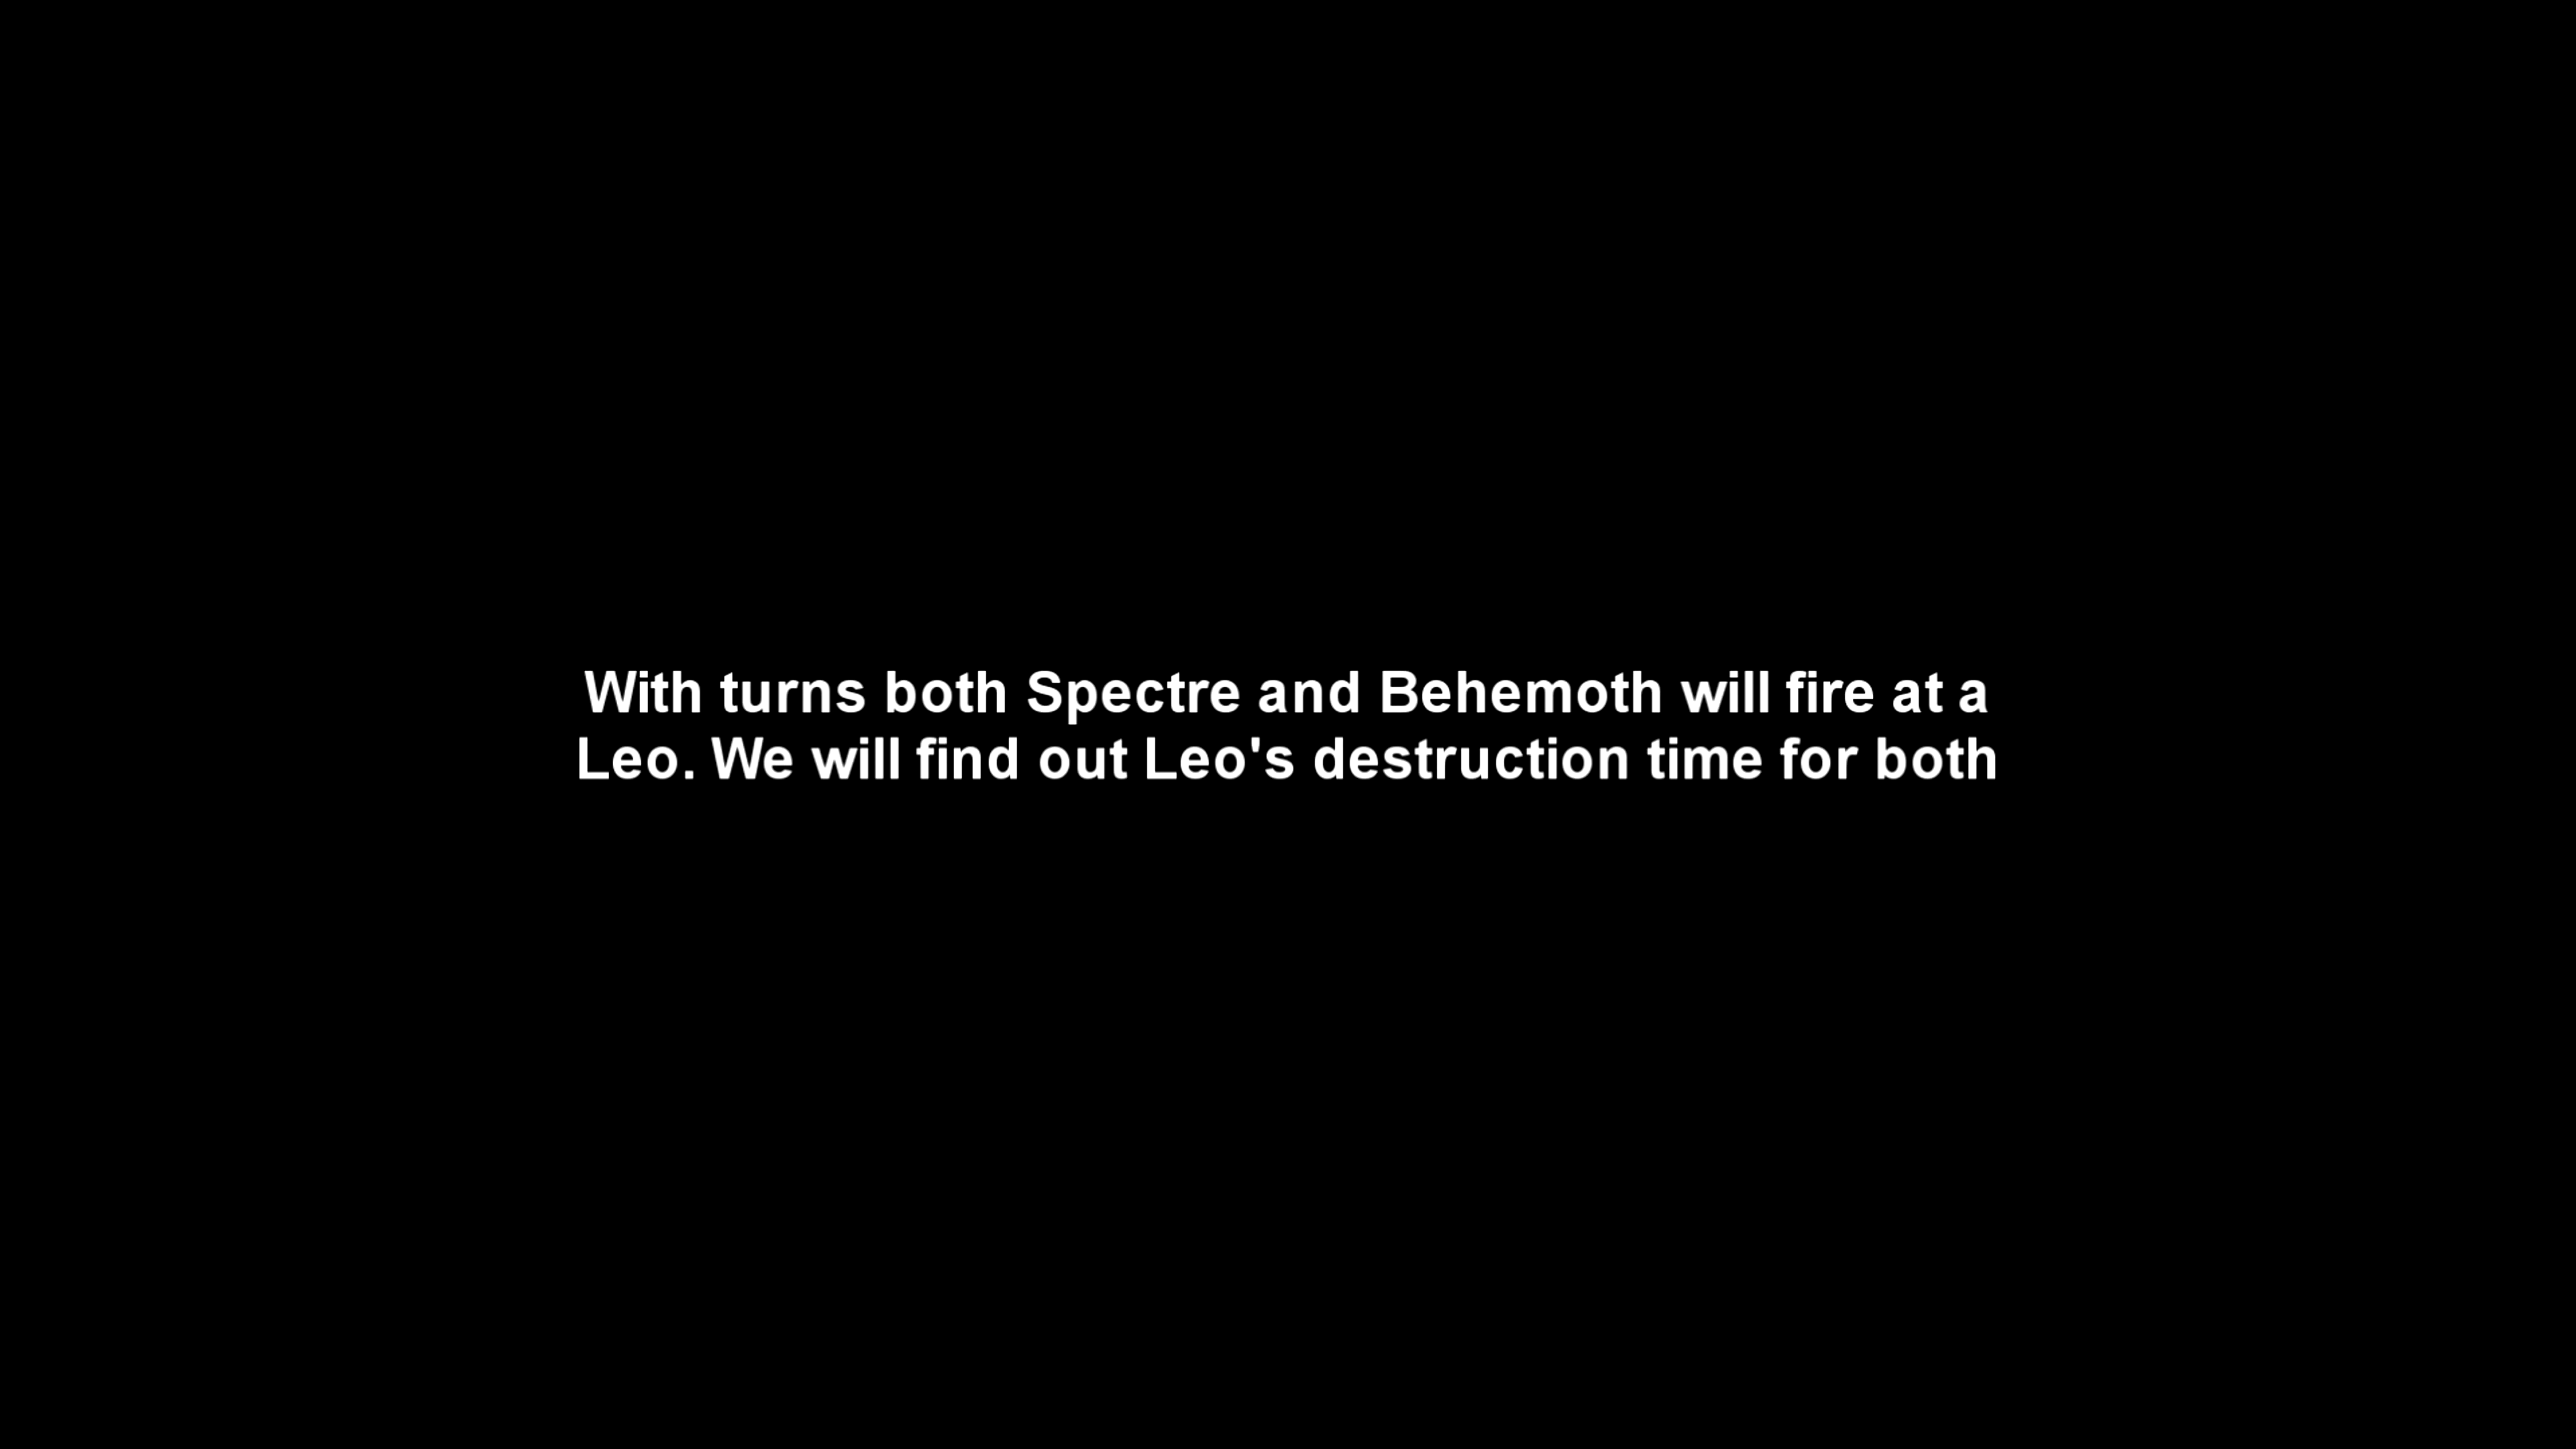 With turns both Spectre and Behemoth will fire at a
Leo. We will find out Leo's destruction time for both